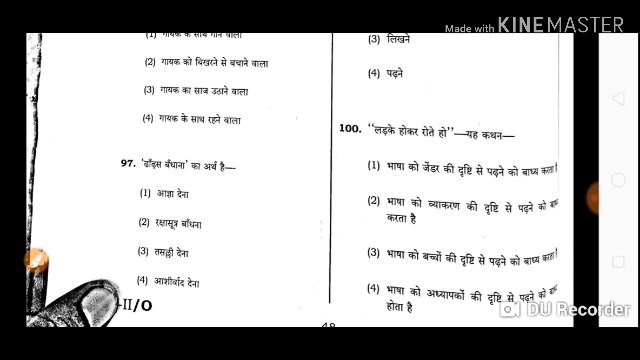 Made with KINEMASTER
(1) गायक के साथ गाने वाला
(2) गायक को बिखरने से बचाने वाला
(3) गायक का साज उठाने वाला
(4) गायक के साथ रहने वाला
97. 'ढाँढ़स बँधाना' का अर्थ है—
(1) आज्ञा देना
(2) रक्षासूत्र बाँधना
(3) तसल्ली देना
(4) आशीर्वाद देना
-II/O
(3) लिखने
(4) पढ़ने
100. ‘‘लड़के होकर रोते हो’’—यह कथन—
(1) भाषा को जेंडर की दृष्टि से पढ़ने को बाध्य करता
(2) भाषा को व्याकरण की दृष्टि से पढ़ने को
करता है
(3) भाषा को बच्चों की दृष्टि से पढ़ने को बाध्य करता
(4) भाषा को अध्यापकों की दृष्टि से पढ़ने को
होता है
DU Recorder